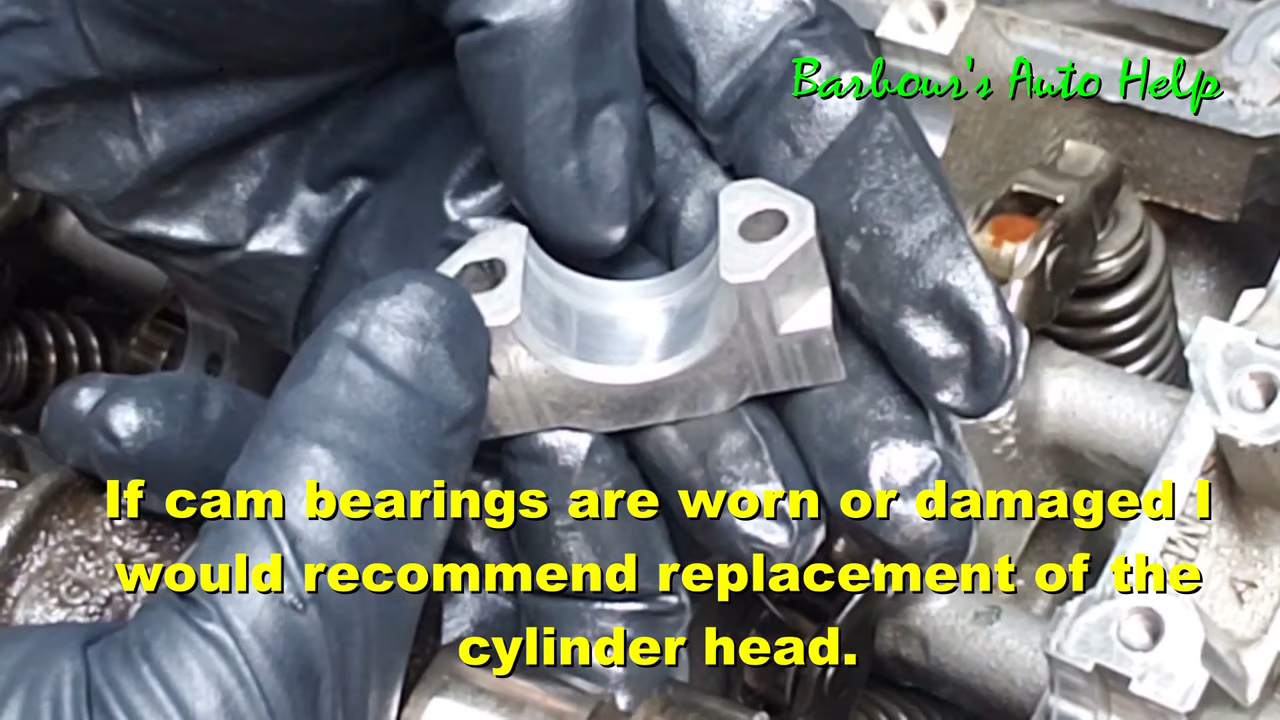 Barbour's Auto Help
If cam bearings are worn or damaged I
would recommend replacement of the
cylinder head.